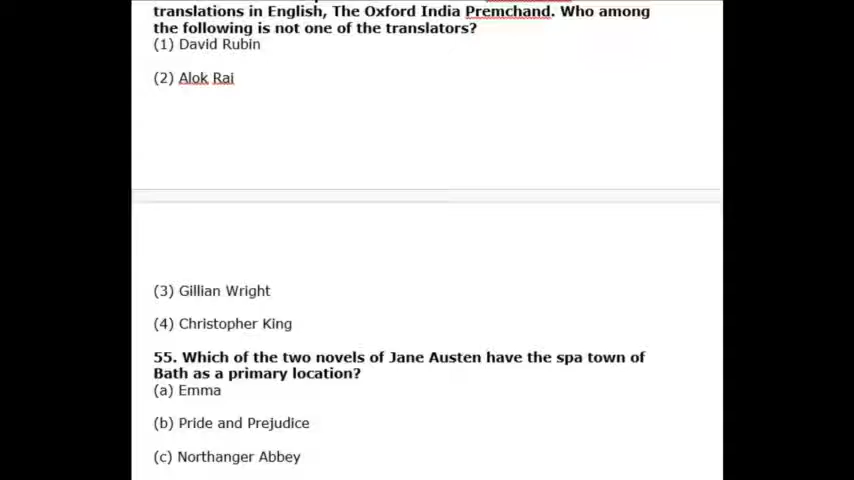 translations in English, The Oxford India Premchand. Who among
the following is not one of the translators?
(1) David Rubin
(2) Alok Rai
(3) Gillian Wright
(4) Christopher King
55. Which of the two novels of Jane Austen have the spa town of
Bath as a primary location?
(a) Emma
(b) Pride and Prejudice
(c) Northanger Abbey